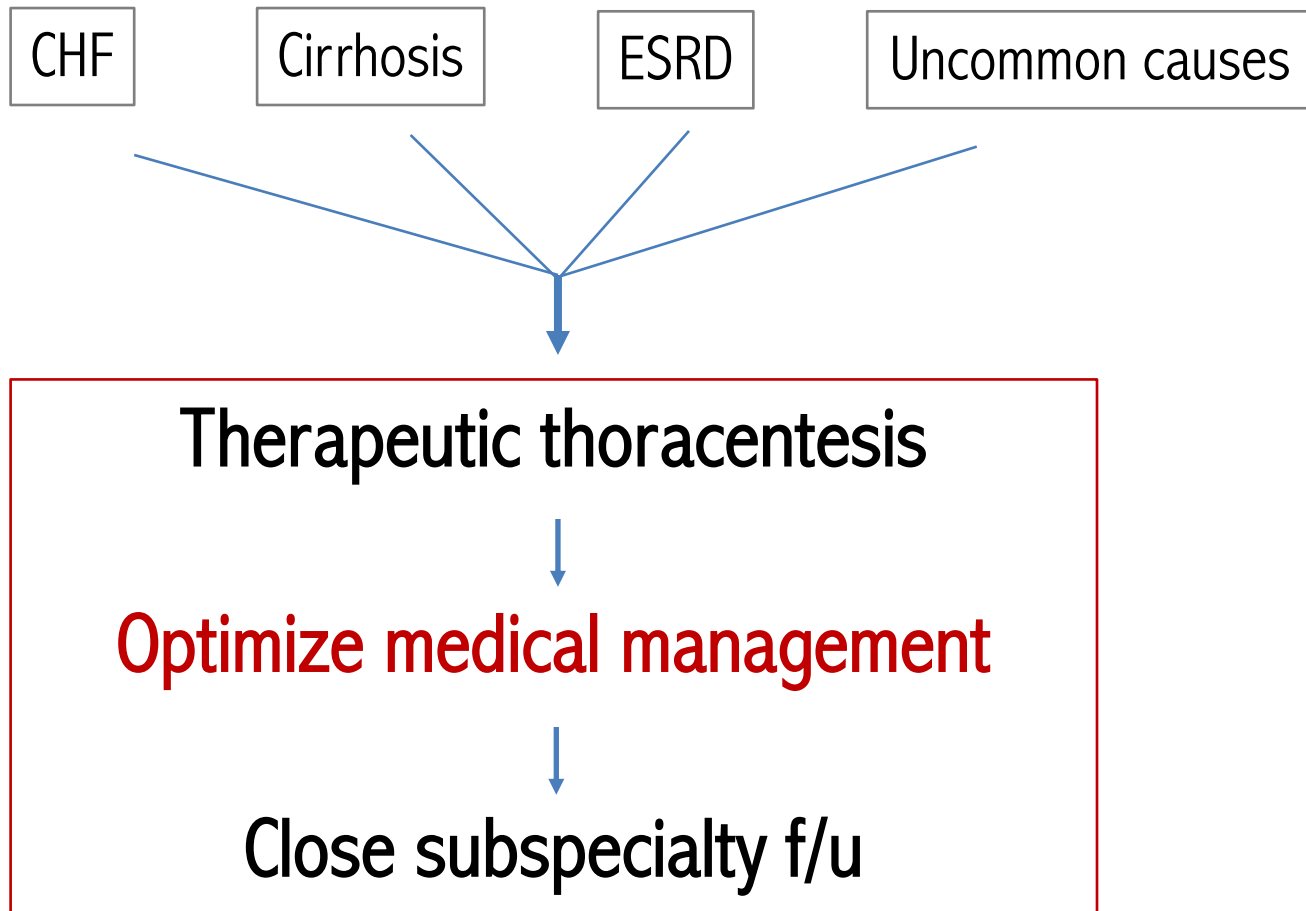 CHF
Cirrhosis
ESRD
Uncommon causes
Therapeutic thoracentesis
Optimize medical management
Close subspecialty f/u